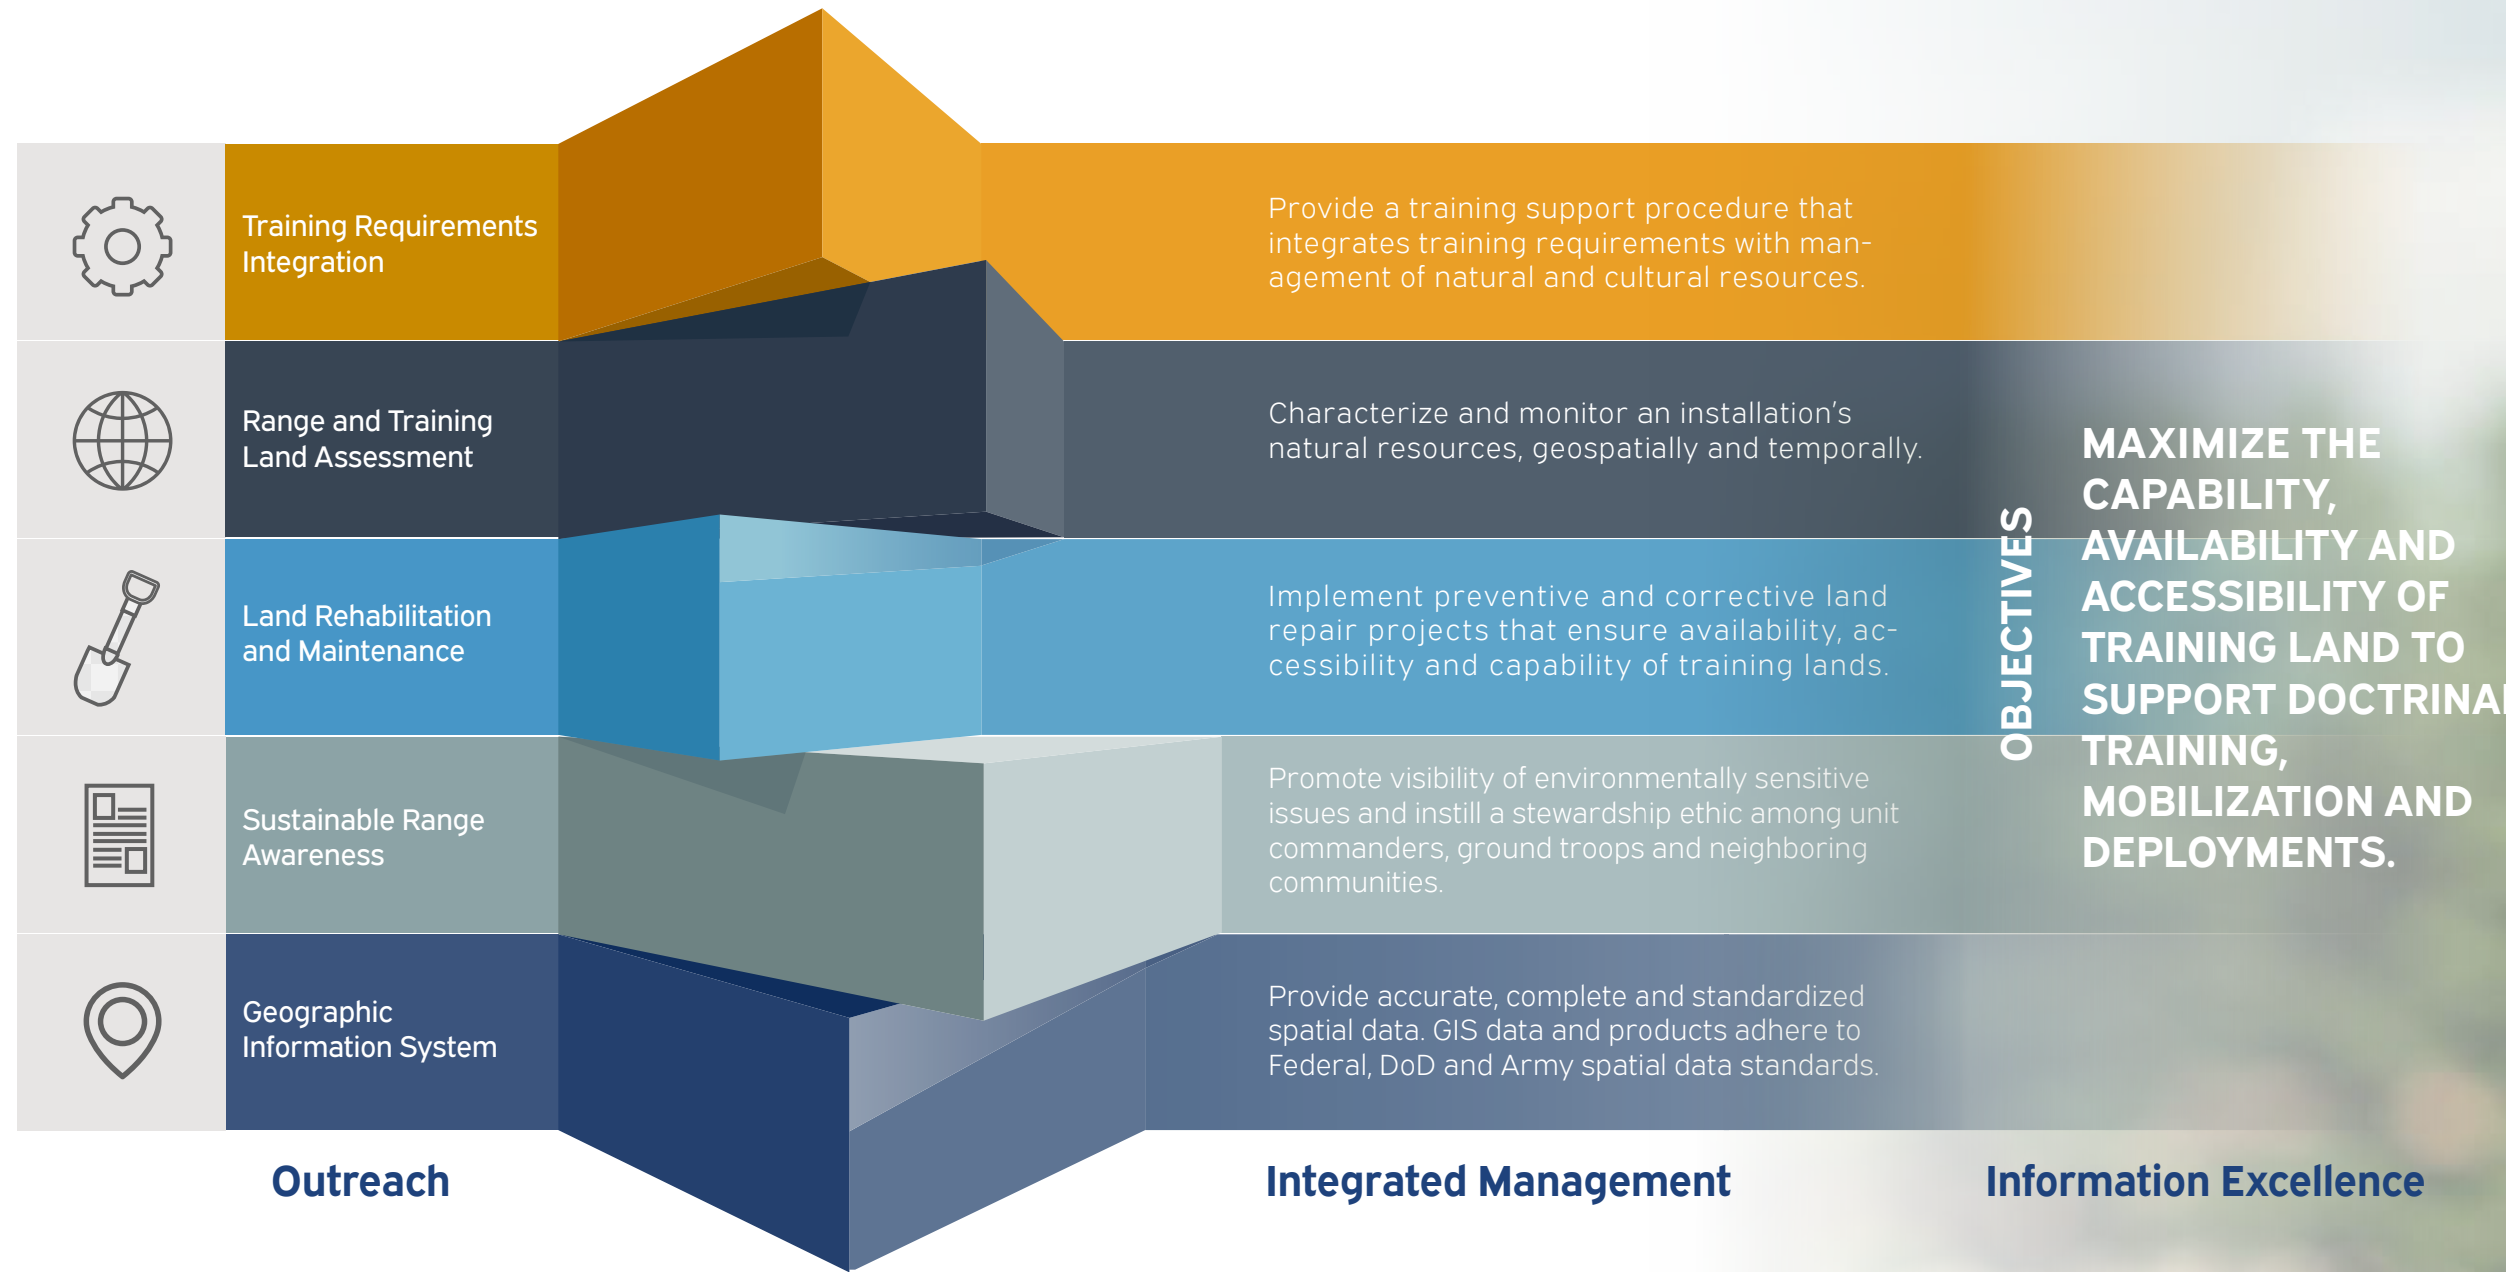 Training Requirements
Integration
Provide a training support procedure that
integrates training requirements with man-
agement of natural and cultural resources.
Range and Training
Land Assessment
Characterize and monitor an installation's
natural resources, geospatially and temporally.
Land Rehabilitation
and Maintenance
Implement preventive and corrective land
repair projects that ensure availability, ac-
cessibility and capability of training lands.
Sustainable Range
Awareness
Promote visibility of environmentally sensitive
issues and instill a stewardship ethic among unit
commanders, ground troops and neighboring
communities.
Geographic
Information System
Provide accurate, complete and standardized
spatial data. GIS data and products adhere to
Federal, DoD and Army spatial data standards.
OBJECTIVES
MAXIMIZE THE
CAPABILITY,
AVAILABILITY AND
ACCESSIBILITY OF
TRAINING LAND TO
SUPPORT DOCTRINAL
TRAINING,
MOBILIZATION AND
DEPLOYMENTS.
Outreach
Integrated Management
Information Excellence